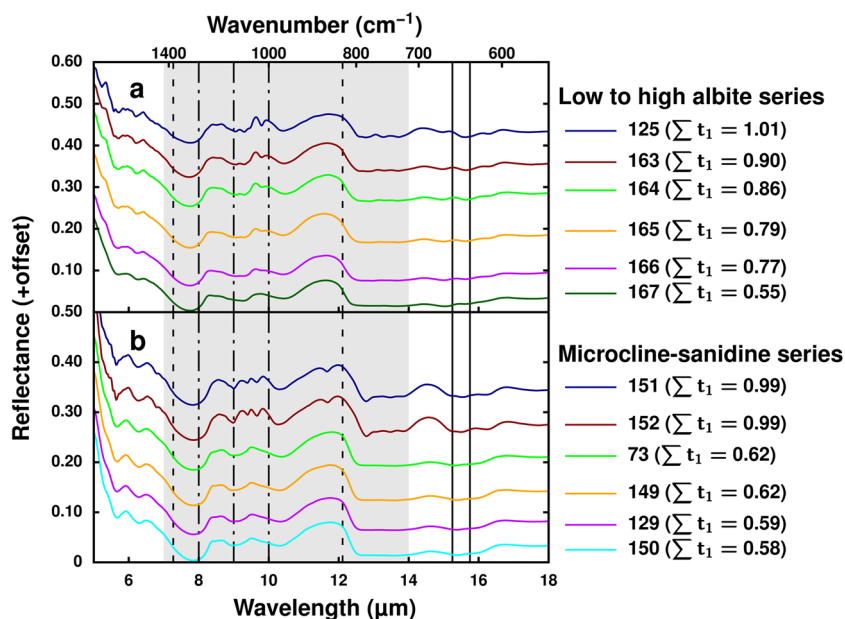 Wavenumber (cm⁻¹)
1400 1200 1000 800 700 600
0.60
0.50
0.40
0.30
0.20
0.10
0.50
0.40
0.30
0.20
0.10
0
a
b
Reflectance (+offset)
6 8 10 12 14 16 18
Wavelength (µm)
Low to high albite series
125 (∑ t₁ = 1.01)
163 (∑ t₁ = 0.90)
164 (∑ t₁ = 0.86)
165 (∑ t₁ = 0.79)
166 (∑ t₁ = 0.77)
167 (∑ t₁ = 0.55)
Microcline-sanidine series
151 (∑ t₁ = 0.99)
152 (∑ t₁ = 0.99)
73 (∑ t₁ = 0.62)
149 (∑ t₁ = 0.62)
129 (∑ t₁ = 0.59)
150 (∑ t₁ = 0.58)